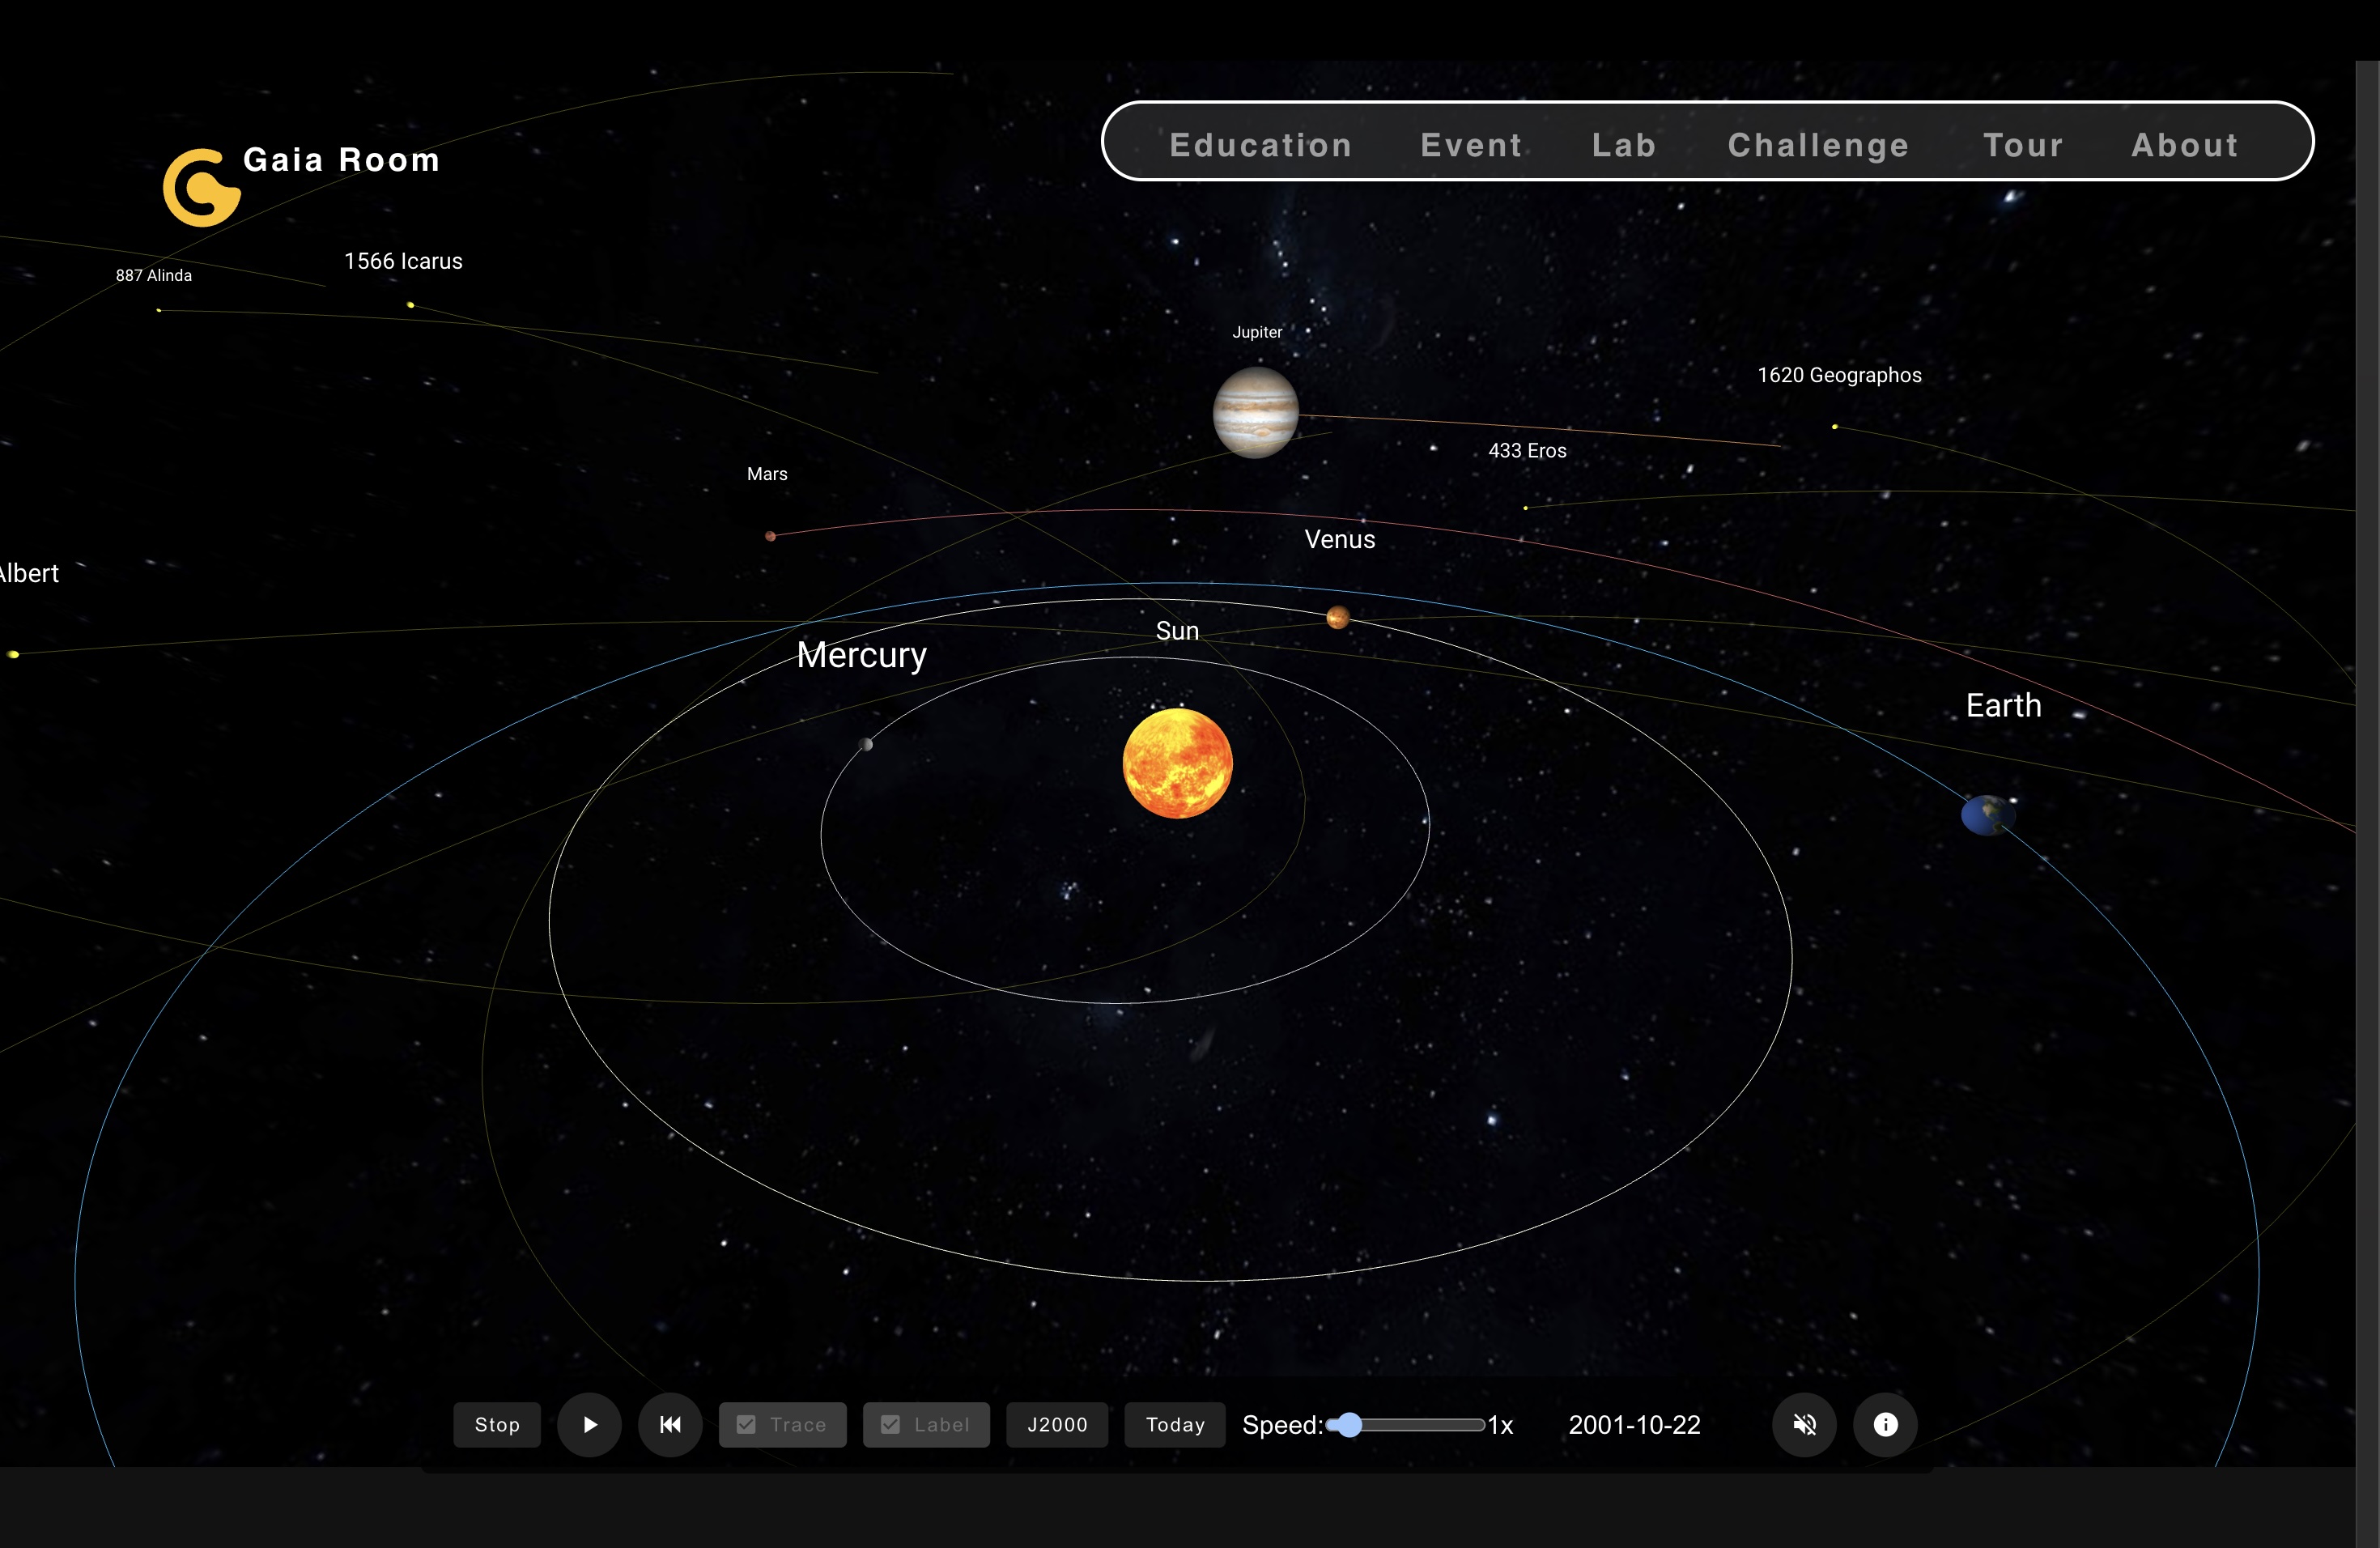 Gaia Room
Education Event Lab Challenge Tour About
1566 Icarus
887 Alinda
Jupiter
1620 Geographos
433 Eros
Mars
Venus
Albert
Sun
Mercury
Earth
Stop Trace Label J2000 Today Speed: 1x 2001-10-22